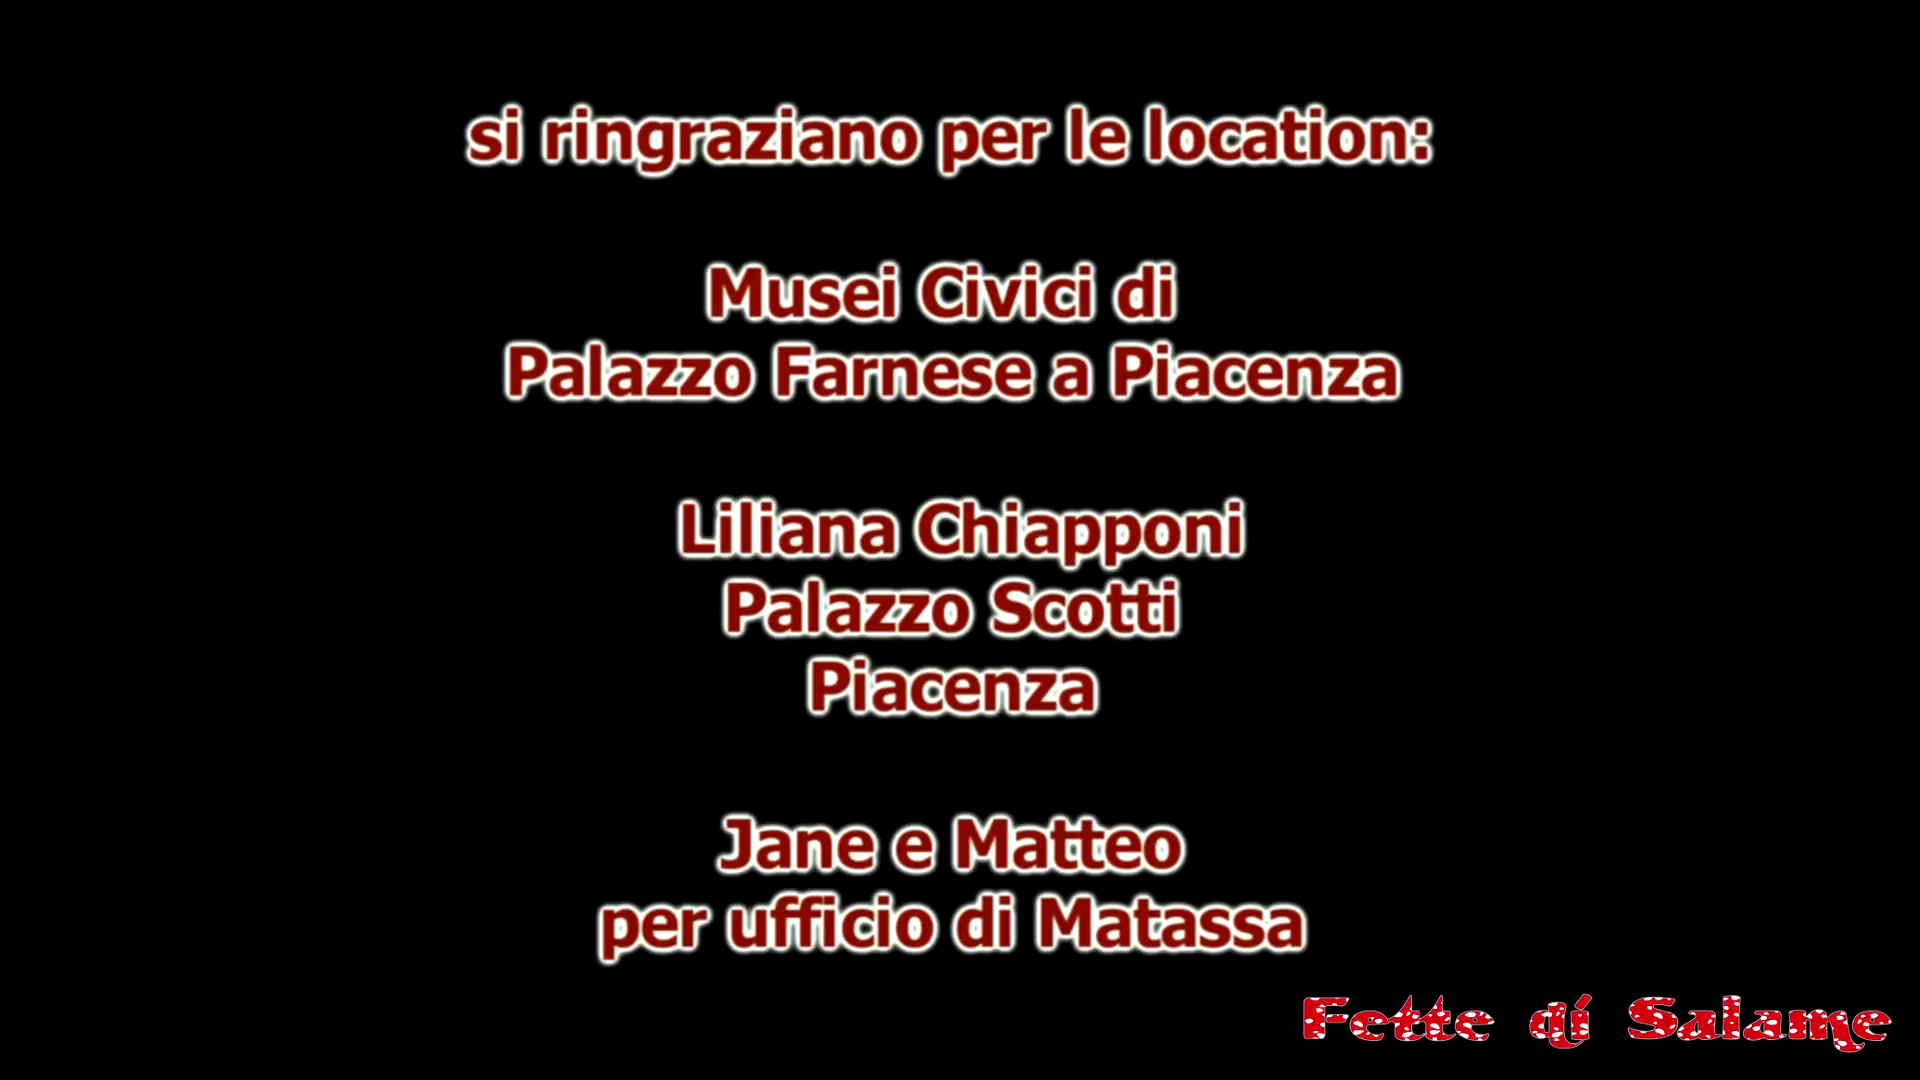 si ringraziano per le location:
Musei Civici di
Palazzo Farnese a Piacenza
Liliana Chiapponi
Palazzo Scotti
Piacenza
Jane e Matteo
per ufficio di Matassa
Fette di Salame